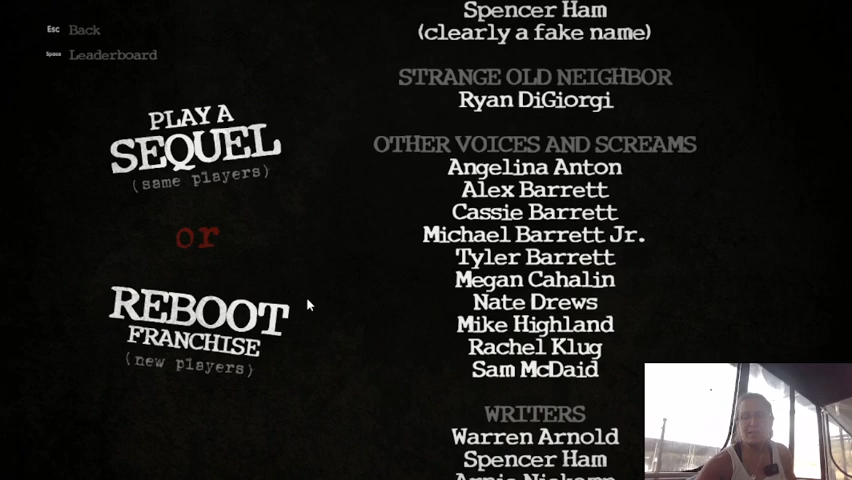 Esc Back
Space Leaderboard
PLAY A
SEQUEL
(same players)
or
REBOOT
FRANCHISE
(new players)
Spencer Ham
(clearly a fake name)
STRANGE OLD NEIGHBOR
Ryan DiGiorgi
OTHER VOICES AND SCREAMS
Angelina Anton
Alex Barrett
Cassie Barrett
Michael Barrett Jr.
Tyler Barrett
Megan Cahalin
Nate Drews
Mike Highland
Rachel Klug
Sam McDaid
WRITERS
Warren Arnold
Spencer Ham